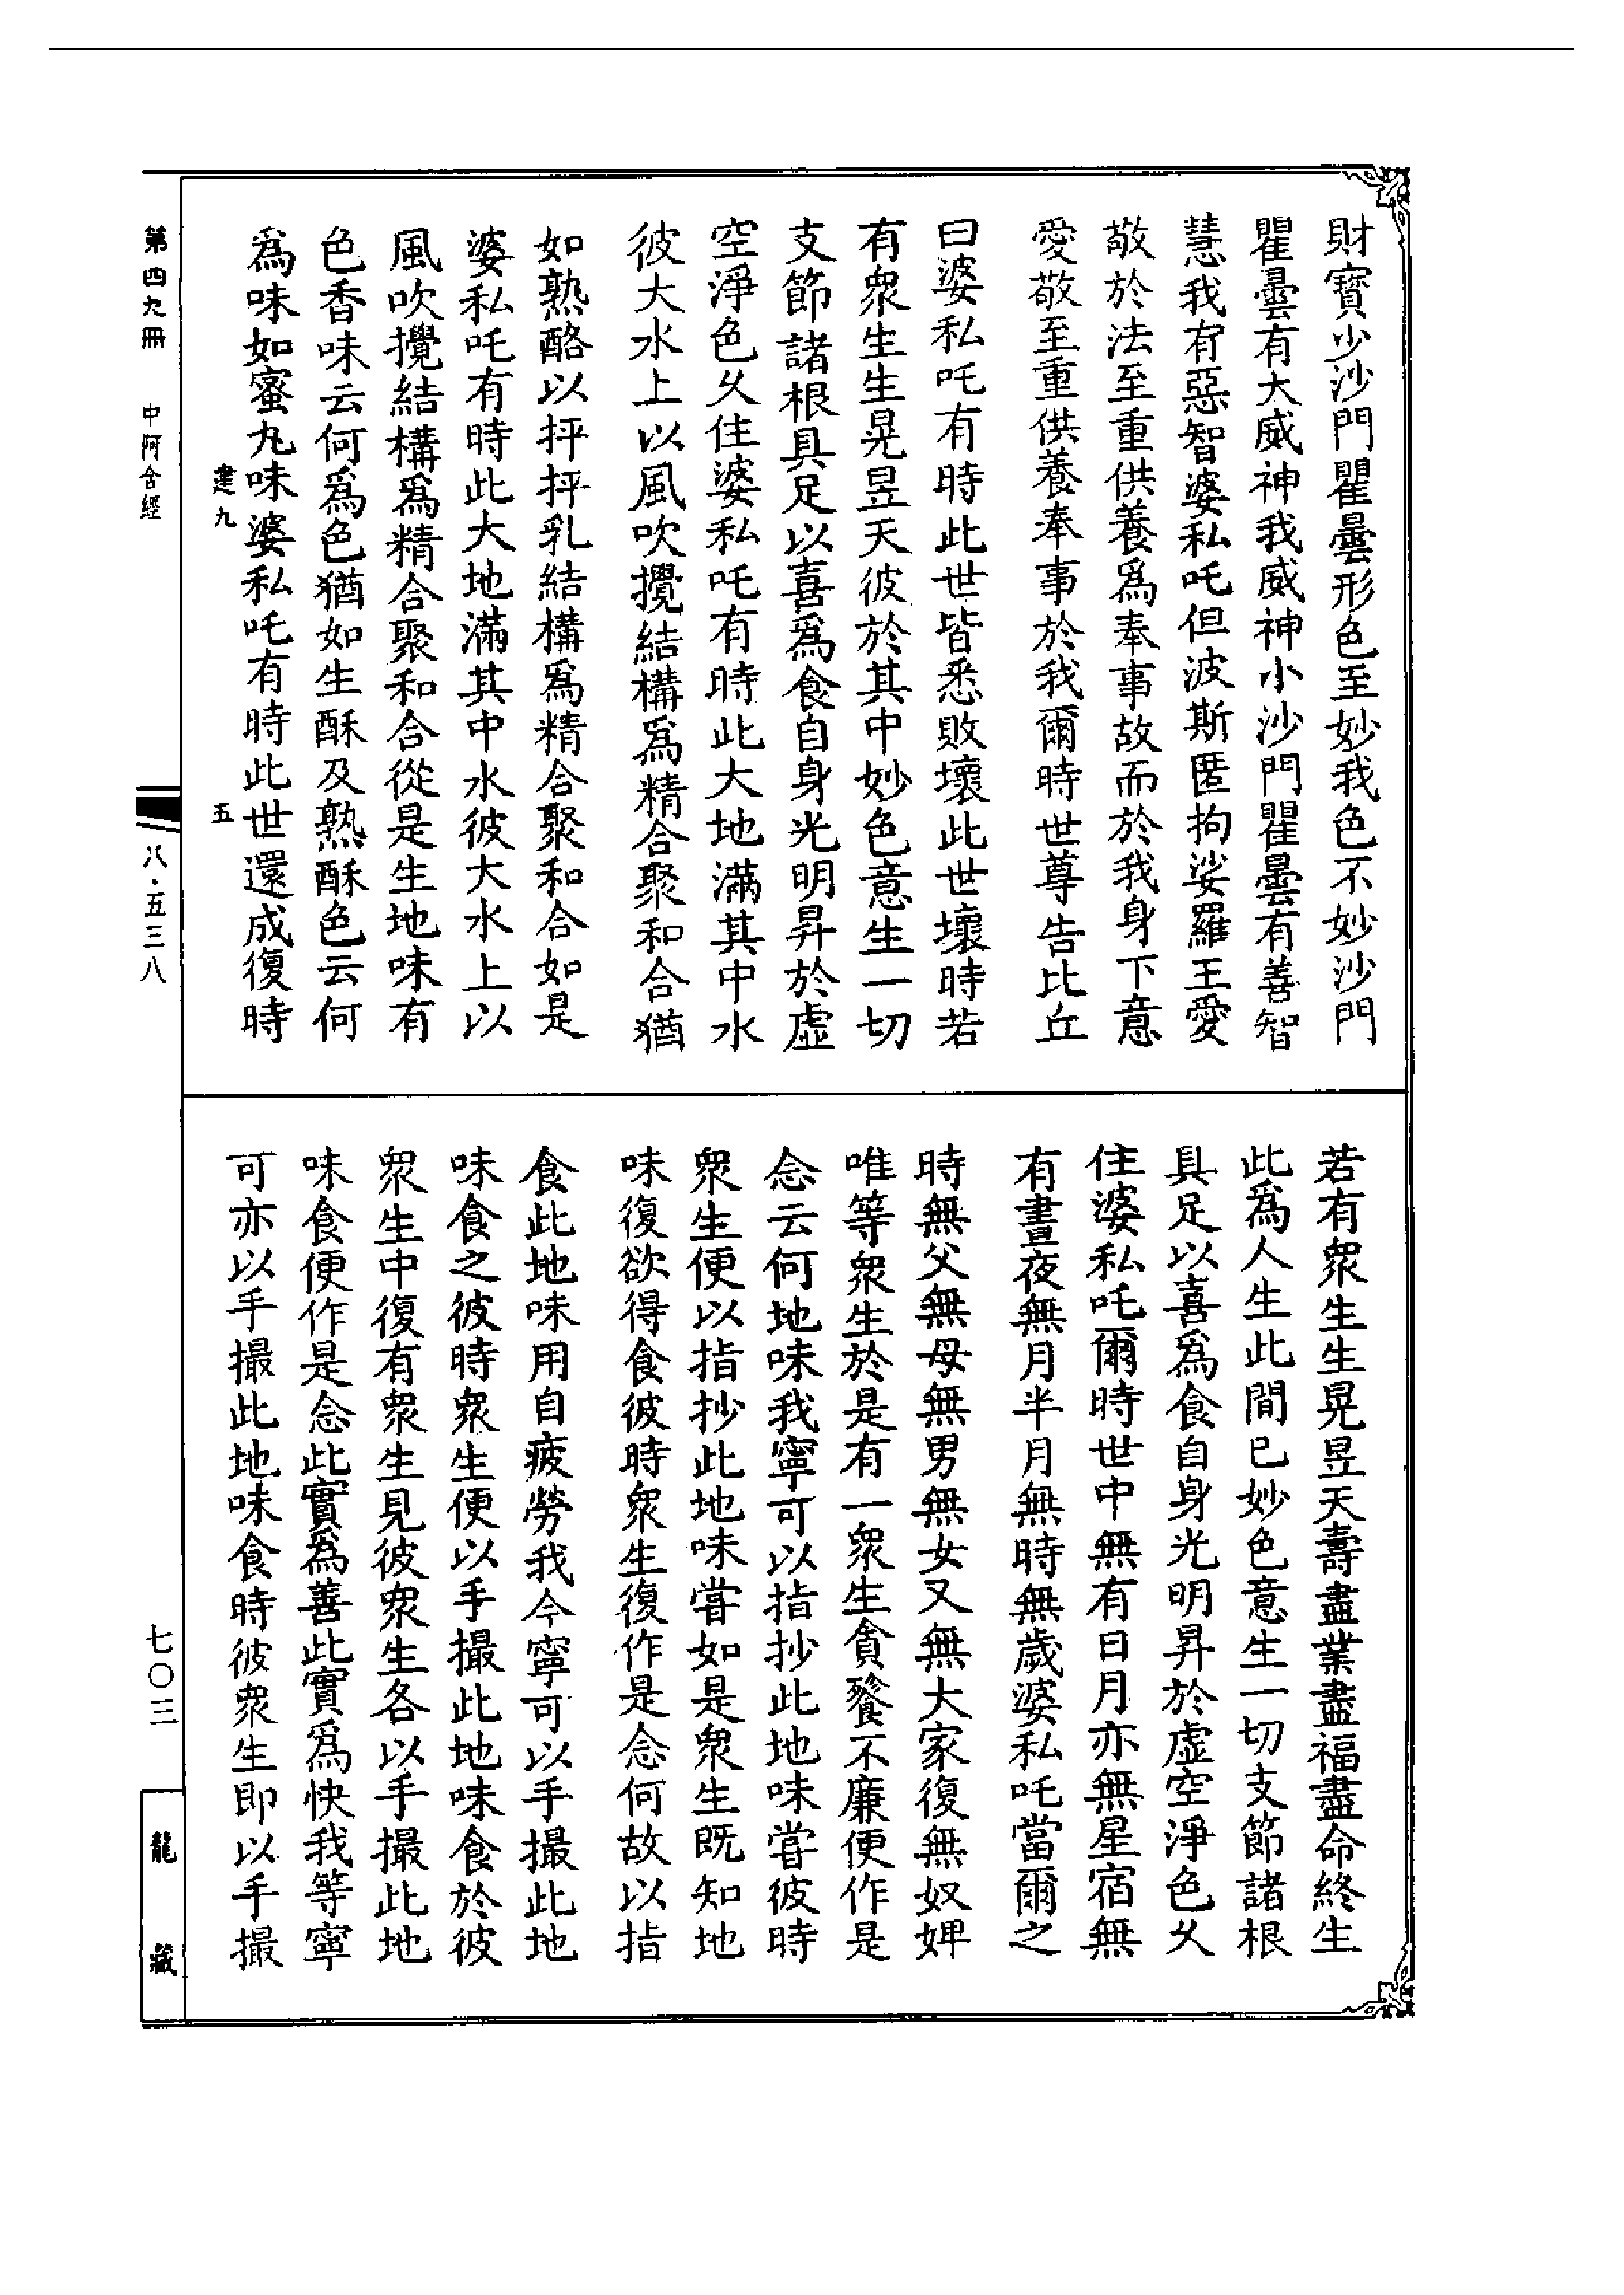 財寶少沙門瞿曇形色至妙我色不妙沙門
瞿曇有大威神我威神小沙門瞿曇有善智
慧我有惡智婆私吒但波斯匿拘娑羅王愛
敬於法至重供養爲奉事故而於我身下意
愛敬至重供養奉事於我爾時世尊告比丘
曰婆私吒有時此世皆悉敗壞此世壞時若
有衆生生晃昱天彼於其中妙色意生一切
支節諸根具足以喜爲食自身光明昇於虛
空淨色久住婆私吒有時此大地滿其中水
彼大水上以風吹攪結構爲精合聚和合猶
如熟酪以抨抨乳結構爲精合聚和合如是
婆私吒有時此大地滿其中水彼大水上以
風吹攪結構爲精合聚和合從是生地味有
色香味云何爲色猶如生酥及熟酥色云何
爲味如蜜丸味婆私吒有時此世還成復時
建九 五
若有衆生生晃昱天壽盡業盡福盡命終生
此爲人生此間已妙色意生一切支節諸根
具足以喜爲食自身光明昇於虛空淨色久
住婆私吒爾時世中無有日月亦無星宿無
有晝夜無月半月無時無歲婆私吒當爾之
時無父無母無男無女又無大家復無奴婢
唯等衆生於是有一衆生貪餮不廉便作是
念云何地味我寧可以指抄此地味嘗彼時
衆生便以指抄此地味嘗如是衆生既知地
味復欲得食彼時衆生復作是念何故以指
食此地味用自疲勞我今寧可以手撮此地
味食之彼時衆生便以手撮此地味食於彼
衆生中復有衆生見彼衆生各以手撮此地
味食便作是念此實爲善此實爲快我等寧
可亦以手撮此地味食時彼衆生即以手撮
第四九冊 中阿含經
八·五三八
七〇三
龍藏